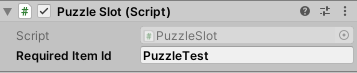 Puzzle Slot (Script)
Script PuzzleSlot
Required Item Id PuzzleTest